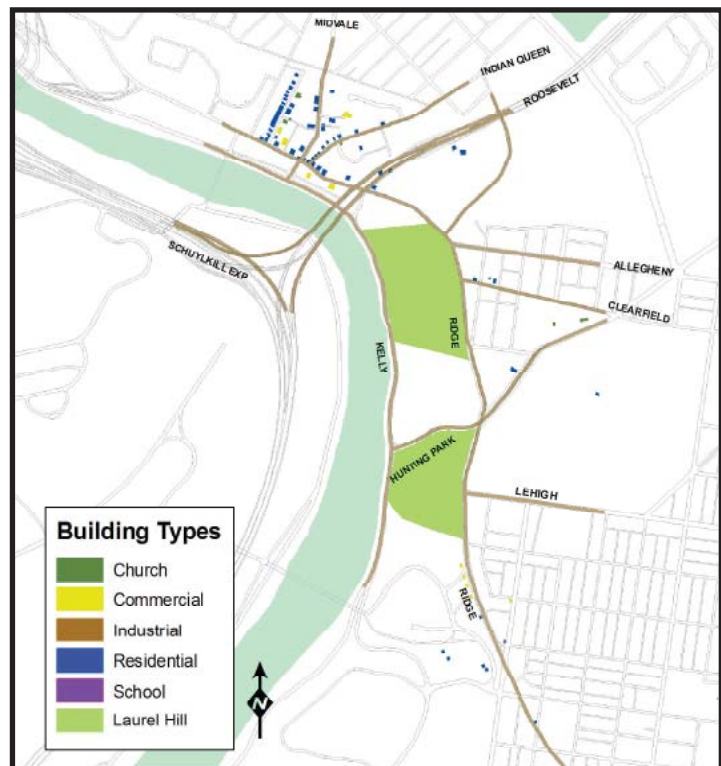 MIDVALE
INDIAN QUEEN
ROOSEVELT
SCHUYLKILL EXP
ALLEGHENY
CLEARFIELD
RIDGE
KELLY
HUNTING PARK
LEHIGH
RIDGE
Building Types
Church
Commercial
Industrial
Residential
School
Laurel Hill
N